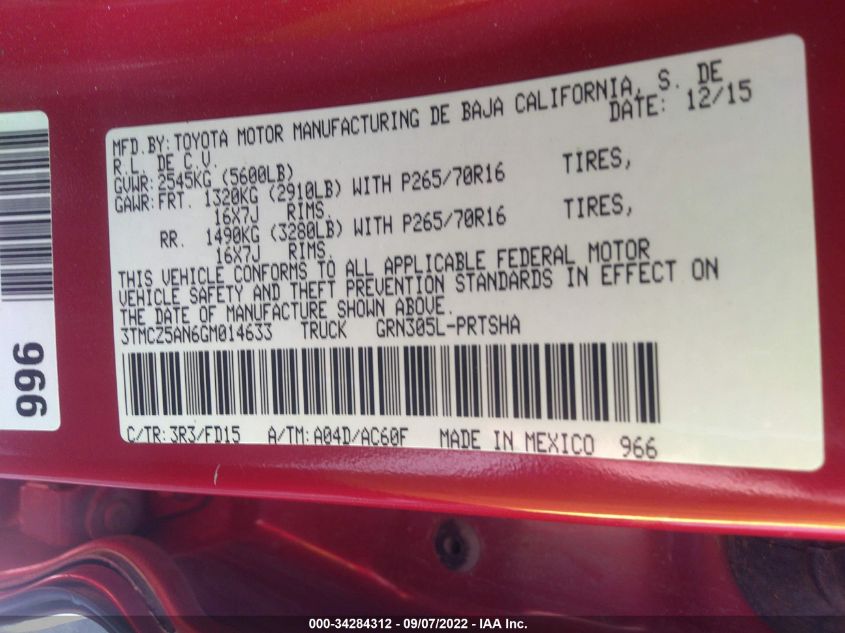 MFD.BY: TOYOTA MOTOR MANUFACTURING DE BAJA CALIFORNIA, S. DE
R.L. DE C.V. DATE: 12/15
GVWR: 2545KG (5600LB)
GAWR: FRT. 1320KG (2910LB) WITH P265/70R16 TIRES,
16X7J RIMS.
RR. 1490KG (3280LB) WITH P265/70R16 TIRES,
16X7J RIMS.
THIS VEHICLE CONFORMS TO ALL APPLICABLE FEDERAL MOTOR
VEHICLE SAFETY AND THEFT PREVENTION STANDARDS IN EFFECT ON
THE DATE OF MANUFACTURE SHOWN ABOVE.
3TMCZ5AN6GM014633 TRUCK GRN305L-PRTSHA
C/TR: 3R3/FD15 A/TM: A04D/AC60F MADE IN MEXICO 966
966
000-34284312 - 09/07/2022 - IAA Inc.